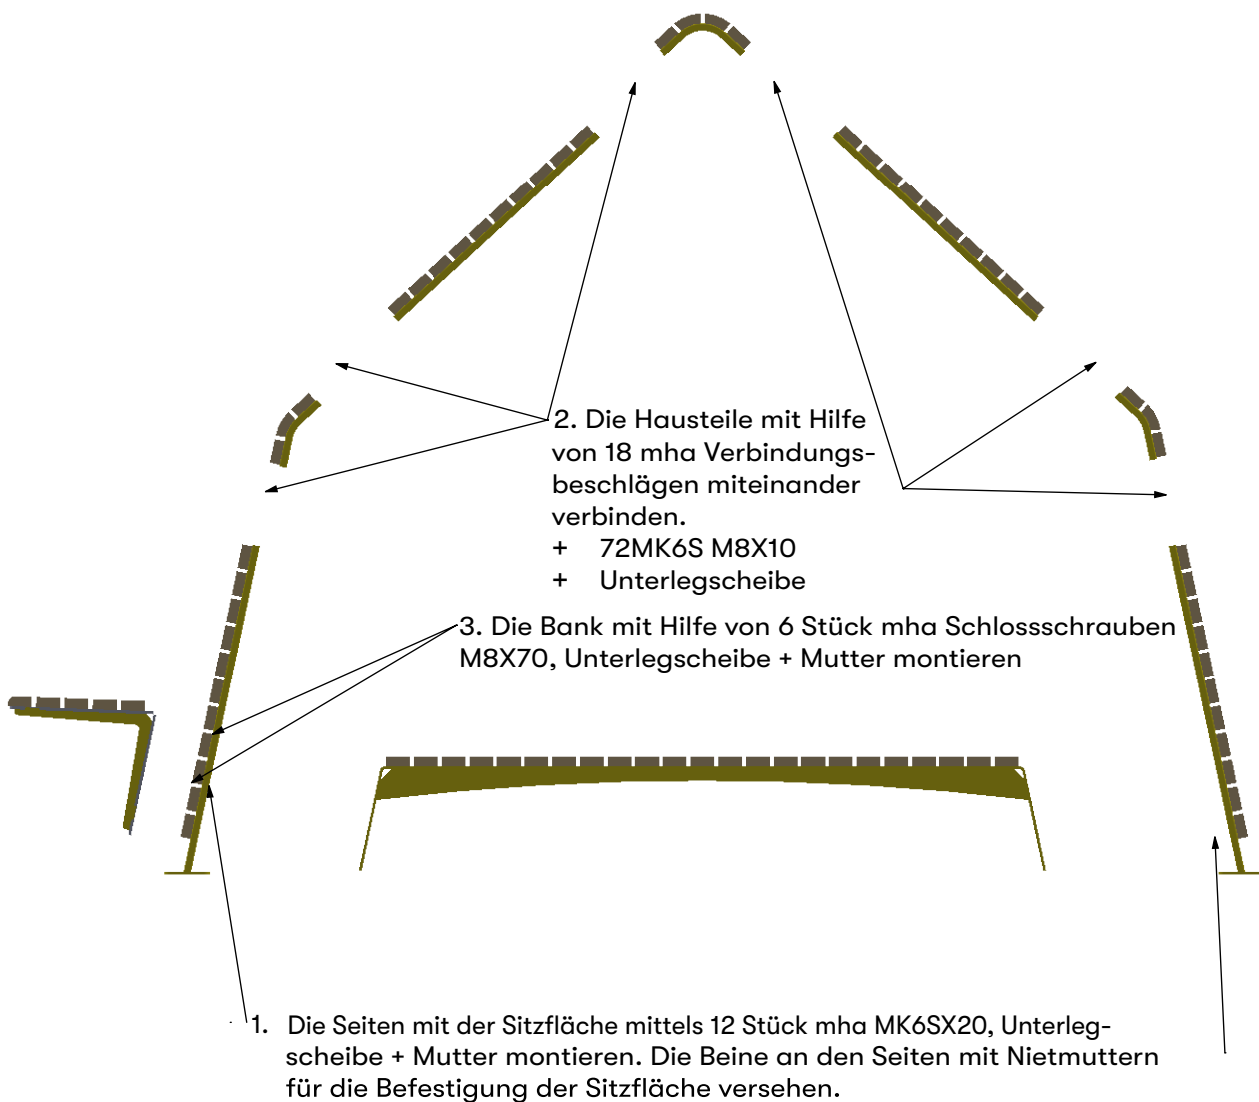 2. Die Hausteile mit Hilfe
von 18 mha Verbindungs-
beschlägen miteinander
verbinden.
+ 72MK6S M8X10
+ Unterlegscheibe
3. Die Bank mit Hilfe von 6 Stück mha Schlossschrauben
M8X70, Unterlegscheibe + Mutter montieren
1. Die Seiten mit der Sitzfläche mittels 12 Stück mha MK6SX20, Unterleg-
scheibe + Mutter montieren. Die Beine an den Seiten mit Nietmuttern
für die Befestigung der Sitzfläche versehen.